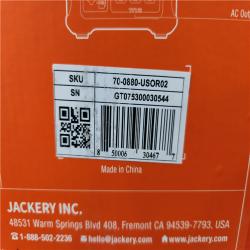 AC Out
SKU 70-0880-USOR02
SN GT075300030544
8 50006 30467 7
Made in China
JACKERY INC.
48531 Warm Springs Blvd 408, Fremont CA 94539-7793, USA
1-888-502-2236 hello@jackery.com www.jackery.com